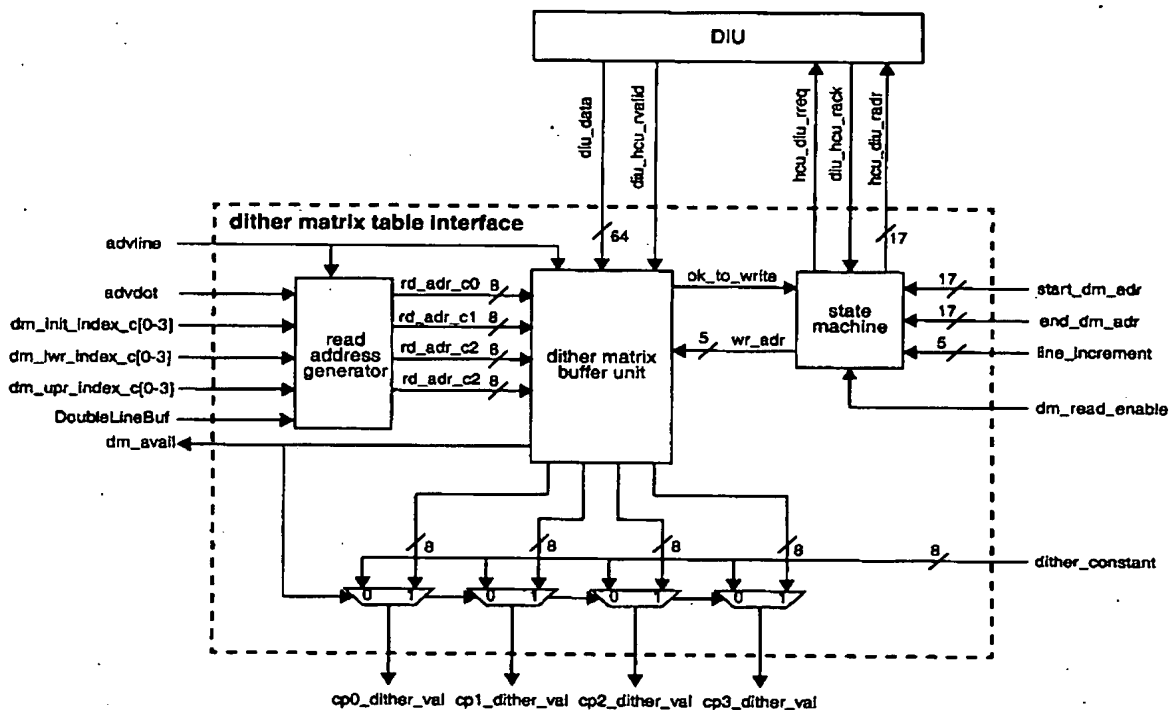 DIU
diu_data
diu_hcu_rvalid
hcu_diu_rreq
diu_hcu_rack
hcu_diu_radr
dither matrix table interface
64
17
advline
advdot
dm_init_index_c[0-3]
dm_lwr_index_c[0-3]
dm_upr_index_c[0-3]
DoubleLineBuf
dm_avail
read
address
generator
rd_adr_c0 8
rd_adr_c1 8
rd_adr_c2 8
rd_adr_c2 8
dither matrix
buffer unit
ok_to_write
5 wr_adr
state
machine
17 start_dm_adr
17 end_dm_adr
5 line_increment
dm_read_enable
8 8 8 8
8 dither_constant
0 1 0 1 0 1 0 1
cp0_dither_val cp1_dither_val cp2_dither_val cp3_dither_val